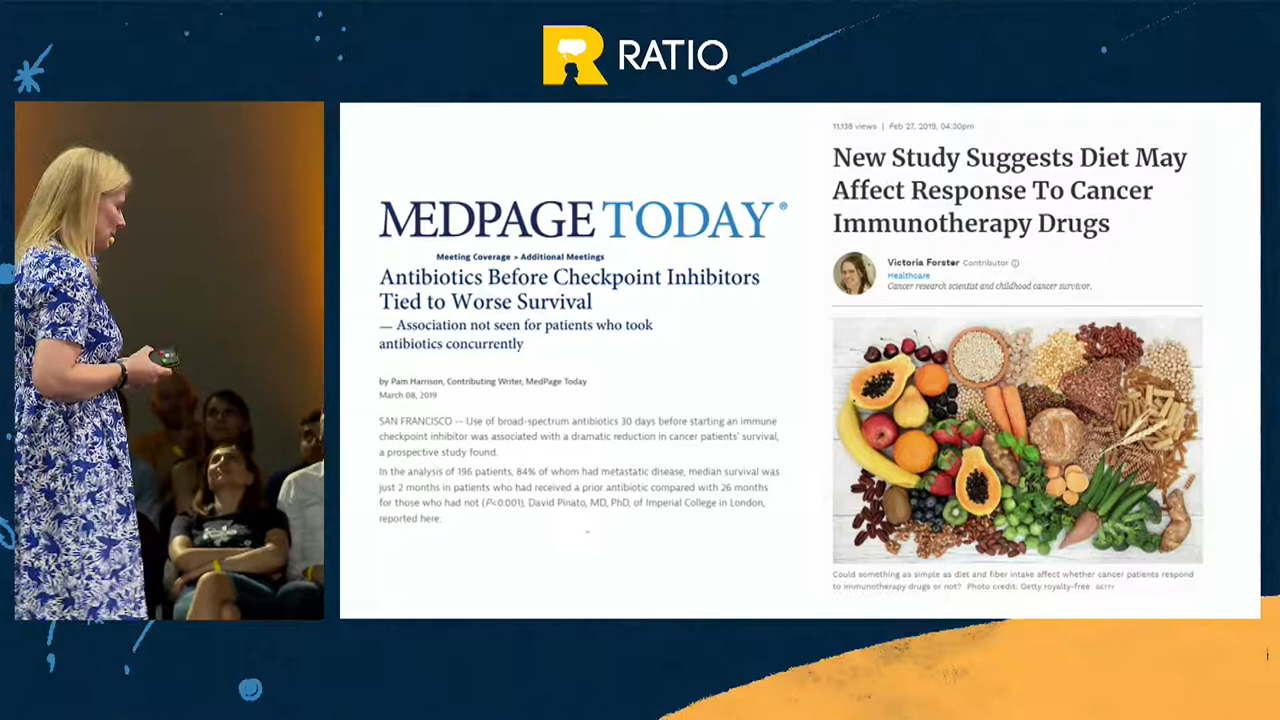 R RATIO
MEDPAGE TODAY®
Meeting Coverage > Additional Meetings
Antibiotics Before Checkpoint Inhibitors
Tied to Worse Survival
— Association not seen for patients who took
antibiotics concurrently
by Pam Harrison, Contributing Writer, MedPage Today
March 08, 2019
SAN FRANCISCO -- Use of broad-spectrum antibiotics 30 days before starting an immune
checkpoint inhibitor was associated with a dramatic reduction in cancer patients' survival,
a prospective study found.
In the analysis of 196 patients, 84% of whom had metastatic disease, median survival was
just 2 months in patients who had received a prior antibiotic compared with 26 months
for those who had not (P<0.001), David Pinato, MD, PhD, of Imperial College in London,
reported here.
11,136 views | Feb 27, 2019, 04:30pm
New Study Suggests Diet May
Affect Response To Cancer
Immunotherapy Drugs
Victoria Forster Contributor
Healthcare
Cancer research scientist and childhood cancer survivor.
Could something as simple as diet and fiber intake affect whether cancer patients respond
to immunotherapy drugs or not? Photo credit: Getty royalty-free GETTY